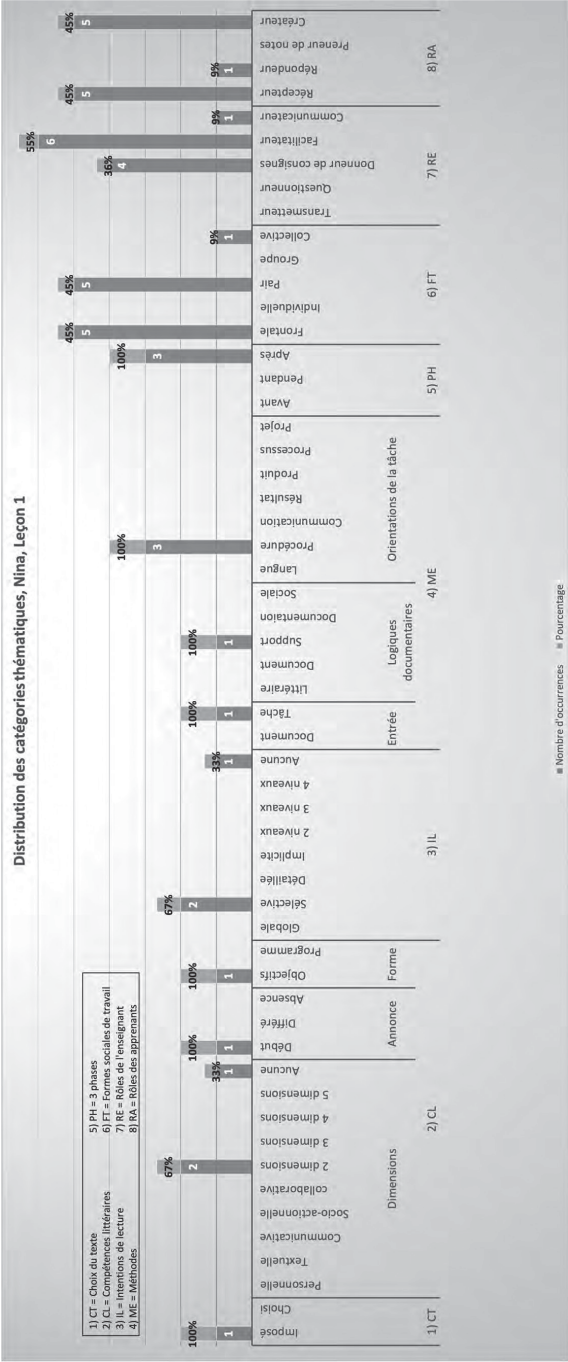 Distribution des catégories thématiques, Nina, Leçon 1
1) CT = Choix du texte
2) CL = Compétences littéraires
3) IL = Intentions de lecture
4) ME = Méthodes
5) PH = 3 phases
6) FT = Formes sociales de travail
7) RE = Rôles de l'enseignant
8) RA = Rôles des apprenants
100%
1
67%
2
33%
1
100%
1
100%
1
67%
2
33%
1
100%
1
100%
1
100%
3
100%
3
45%
5
45%
5
9%
1
36%
4
55%
6
9%
1
45%
5
9%
1
45%
5
Imposé
Choisi
Personnelle
Textuelle
Communicative
Socio-actionnelle
collaborative
2 dimensions
3 dimensions
4 dimensions
5 dimensions
Aucune
Début
Différé
Absence
Objectifs
Programme
Globale
Sélective
Détaillée
Implicite
2 niveaux
3 niveaux
4 niveaux
Aucune
Document
Tâche
Littéraire
Document
Support
Documentaion
Sociale
Langue
Procédure
Communication
Résultat
Produit
Processus
Projet
Avant
Pendant
Après
Frontale
Individuelle
Pair
Groupe
Collective
Transmetteur
Questionneur
Donneur de consignes
Facilitateur
Communicateur
Récepteur
Répondeur
Preneur de notes
Créateur
Dimensions
Annonce
Forme
Entrée
Logiques
documentaires
Orientations de la tâche
1) CT
2) CL
3) IL
4) ME
5) PH
6) FT
7) RE
8) RA
Nombre d'occurrences
Pourcentage